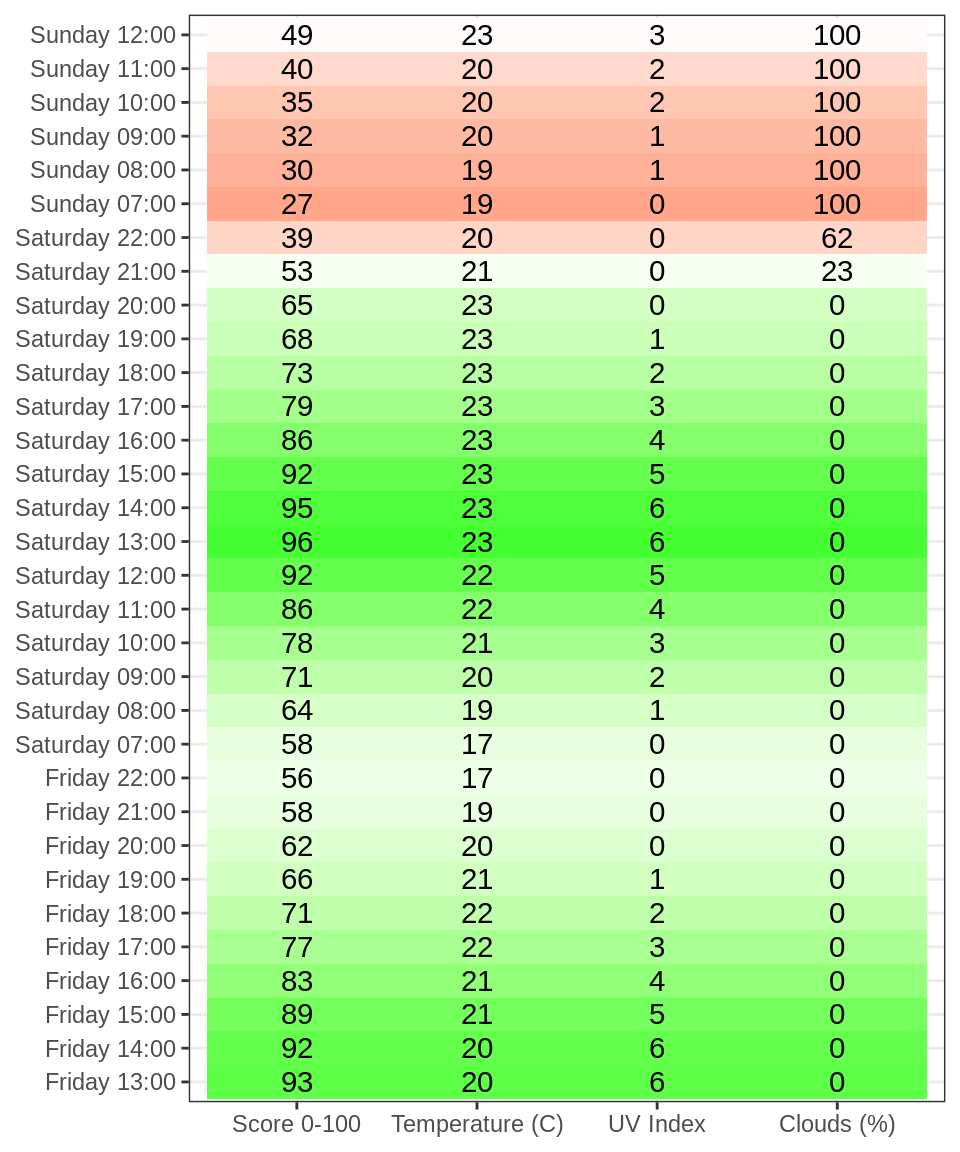 Sunday 12:00 49 23 3 100
Sunday 11:00 40 20 2 100
Sunday 10:00 35 20 2 100
Sunday 09:00 32 20 1 100
Sunday 08:00 30 19 1 100
Sunday 07:00 27 19 0 100
Saturday 22:00 39 20 0 62
Saturday 21:00 53 21 0 23
Saturday 20:00 65 23 0 0
Saturday 19:00 68 23 1 0
Saturday 18:00 73 23 2 0
Saturday 17:00 79 23 3 0
Saturday 16:00 86 23 4 0
Saturday 15:00 92 23 5 0
Saturday 14:00 95 23 6 0
Saturday 13:00 96 23 6 0
Saturday 12:00 92 22 5 0
Saturday 11:00 86 22 4 0
Saturday 10:00 78 21 3 0
Saturday 09:00 71 20 2 0
Saturday 08:00 64 19 1 0
Saturday 07:00 58 17 0 0
Friday 22:00 56 17 0 0
Friday 21:00 58 19 0 0
Friday 20:00 62 20 0 0
Friday 19:00 66 21 1 0
Friday 18:00 71 22 2 0
Friday 17:00 77 22 3 0
Friday 16:00 83 21 4 0
Friday 15:00 89 21 5 0
Friday 14:00 92 20 6 0
Friday 13:00 93 20 6 0
Score 0-100 Temperature (C) UV Index Clouds (%)